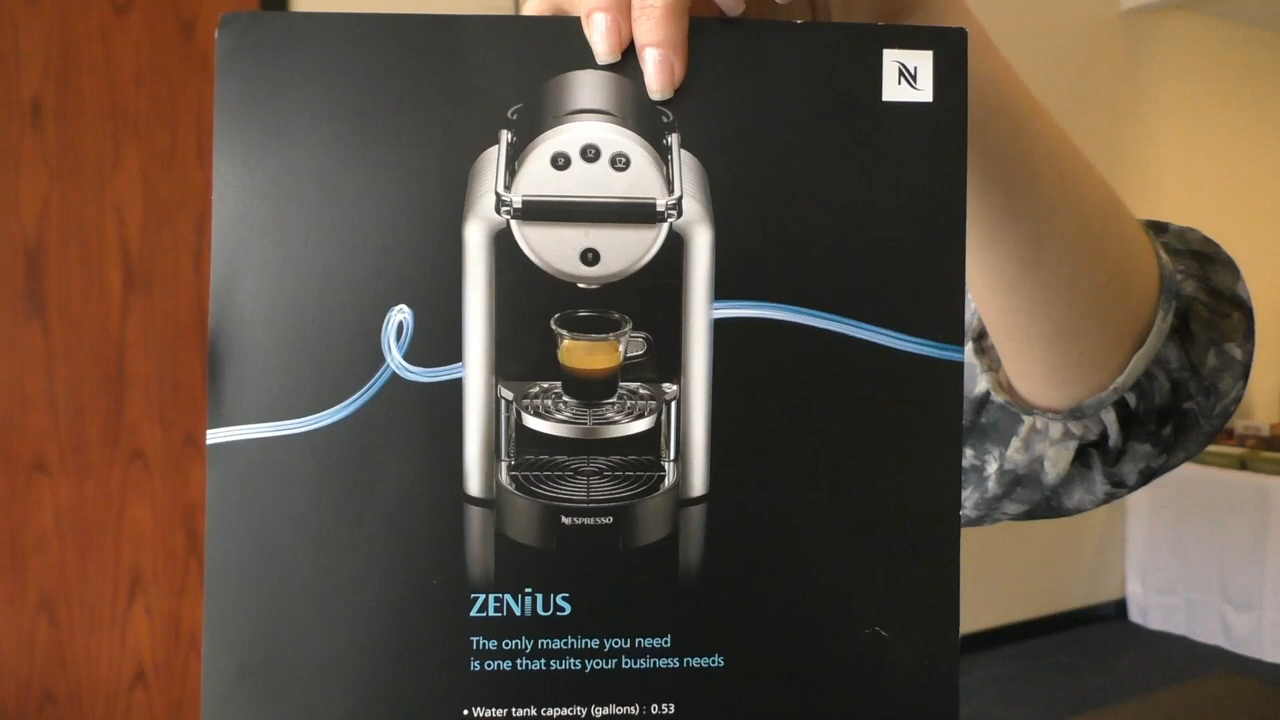 N
NESPRESSO
ZENiUS
The only machine you need
is one that suits your business needs
• Water tank capacity (gallons) : 0.53